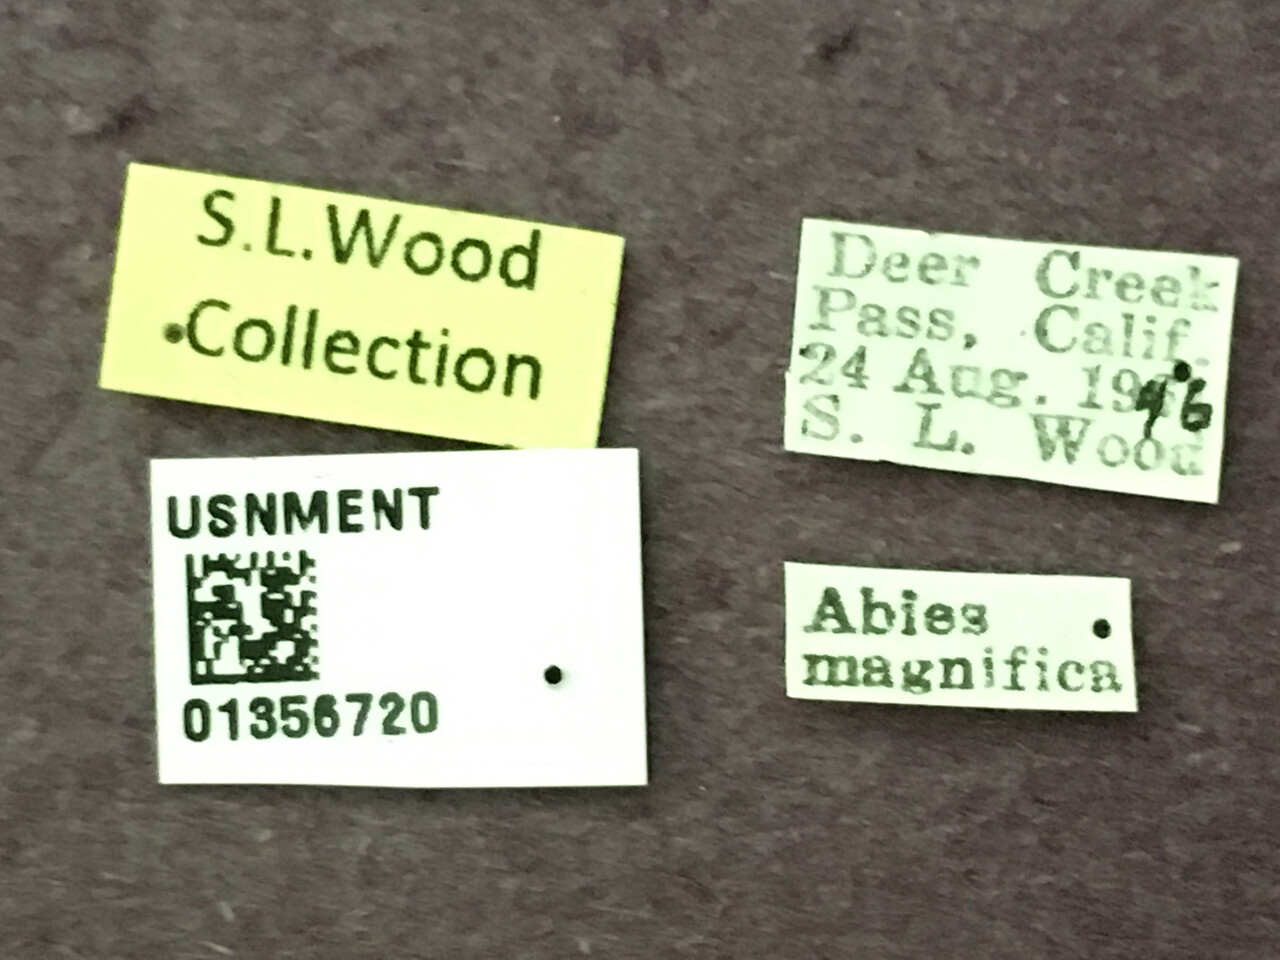 S.L.Wood
Collection
USNMENT
01356720
Deer Creek
Pass, Calif.
24 Aug. 1946
S. L. Wood
Abies
magnifica